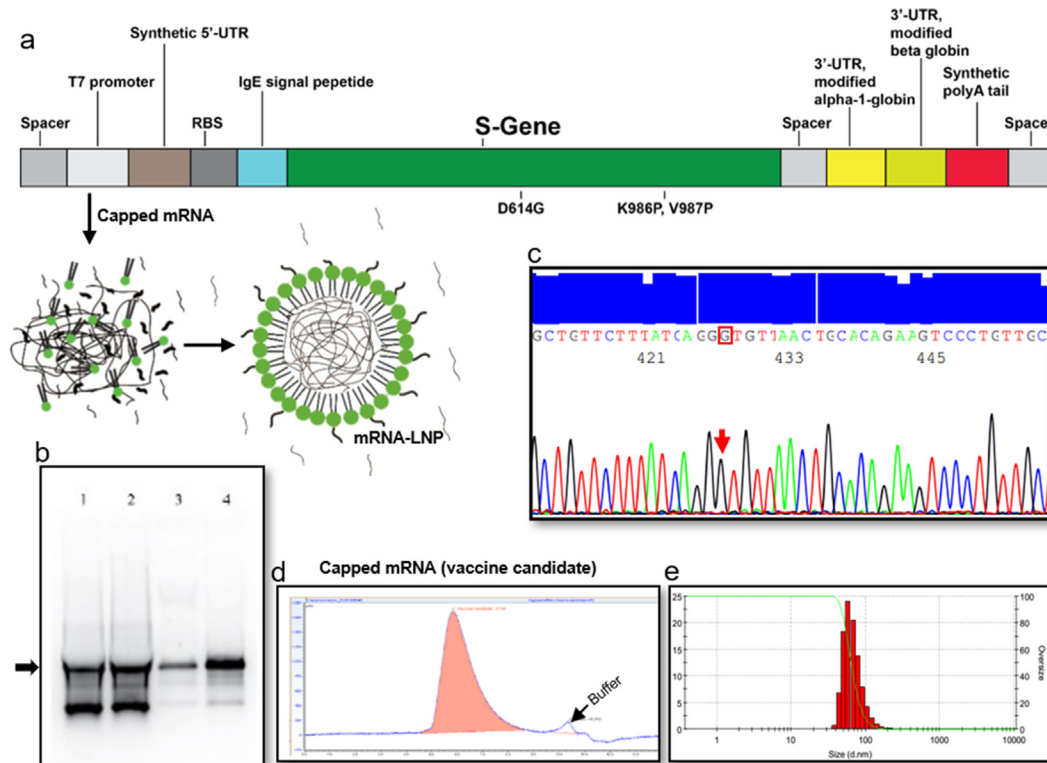 a
Synthetic 5’-UTR
3’-UTR,
modified
beta globin
T7 promoter
IgE signal pepetide
3’-UTR,
modified
alpha-1-globin
Synthetic
polyA tail
Spacer
RBS
S-Gene
Spacer
Space
D614G
K986P, V987P
Capped mRNA
mRNA-LNP
c
GCTGTTCTTTATCAGGGTGTTAACTGCACAGAAGTCCCTGTTGC
421 433 445
b
1 2 3 4
d
Capped mRNA (vaccine candidate)
Buffer
e
25 100
20 80
15 60
10 40
5 20
0 0
Oversize
1 10 100 1000 10000
Size (d.nm)